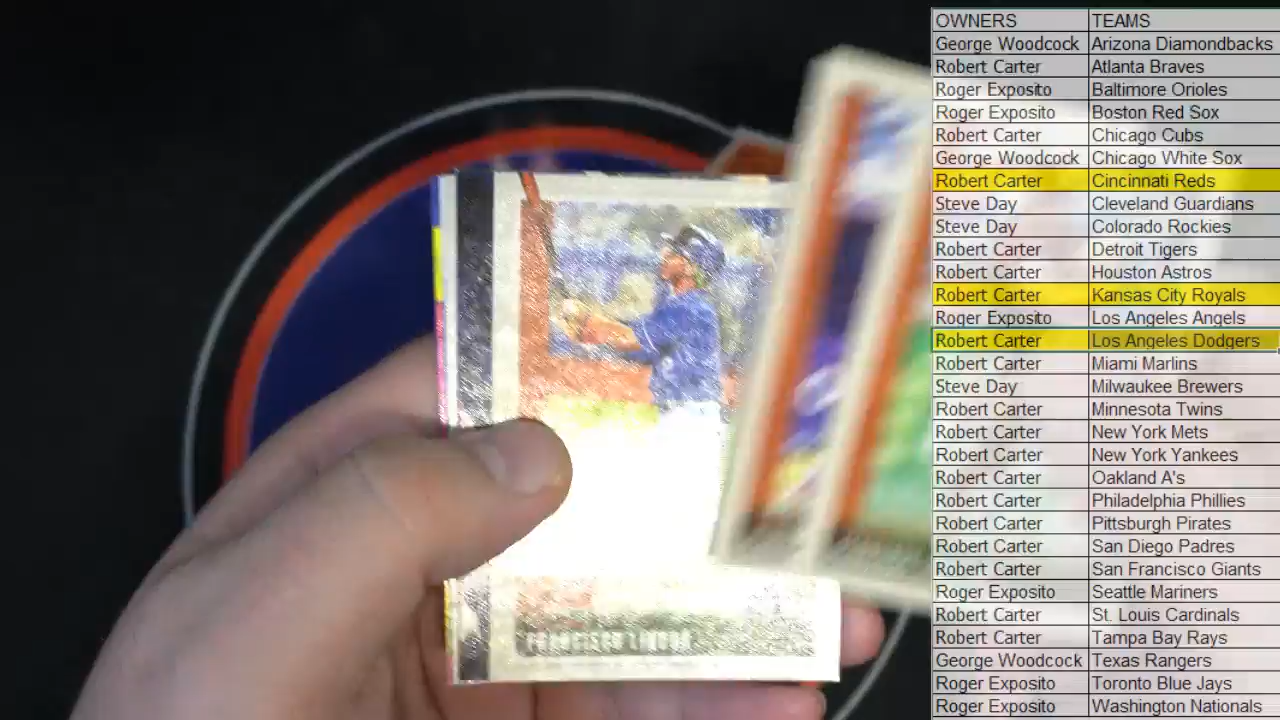 OWNERS TEAMS
George Woodcock Arizona Diamondbacks
Robert Carter Atlanta Braves
Roger Exposito Baltimore Orioles
Roger Exposito Boston Red Sox
Robert Carter Chicago Cubs
George Woodcock Chicago White Sox
Robert Carter Cincinnati Reds
Steve Day Cleveland Guardians
Steve Day Colorado Rockies
Robert Carter Detroit Tigers
Robert Carter Houston Astros
Robert Carter Kansas City Royals
Roger Exposito Los Angeles Angels
Robert Carter Los Angeles Dodgers
Robert Carter Miami Marlins
Steve Day Milwaukee Brewers
Robert Carter Minnesota Twins
Robert Carter New York Mets
Robert Carter New York Yankees
Robert Carter Oakland A's
Robert Carter Philadelphia Phillies
Robert Carter Pittsburgh Pirates
Robert Carter San Diego Padres
Robert Carter San Francisco Giants
Roger Exposito Seattle Mariners
Robert Carter St. Louis Cardinals
Robert Carter Tampa Bay Rays
George Woodcock Texas Rangers
Roger Exposito Toronto Blue Jays
Roger Exposito Washington Nationals
FRANCISCO LINDOR